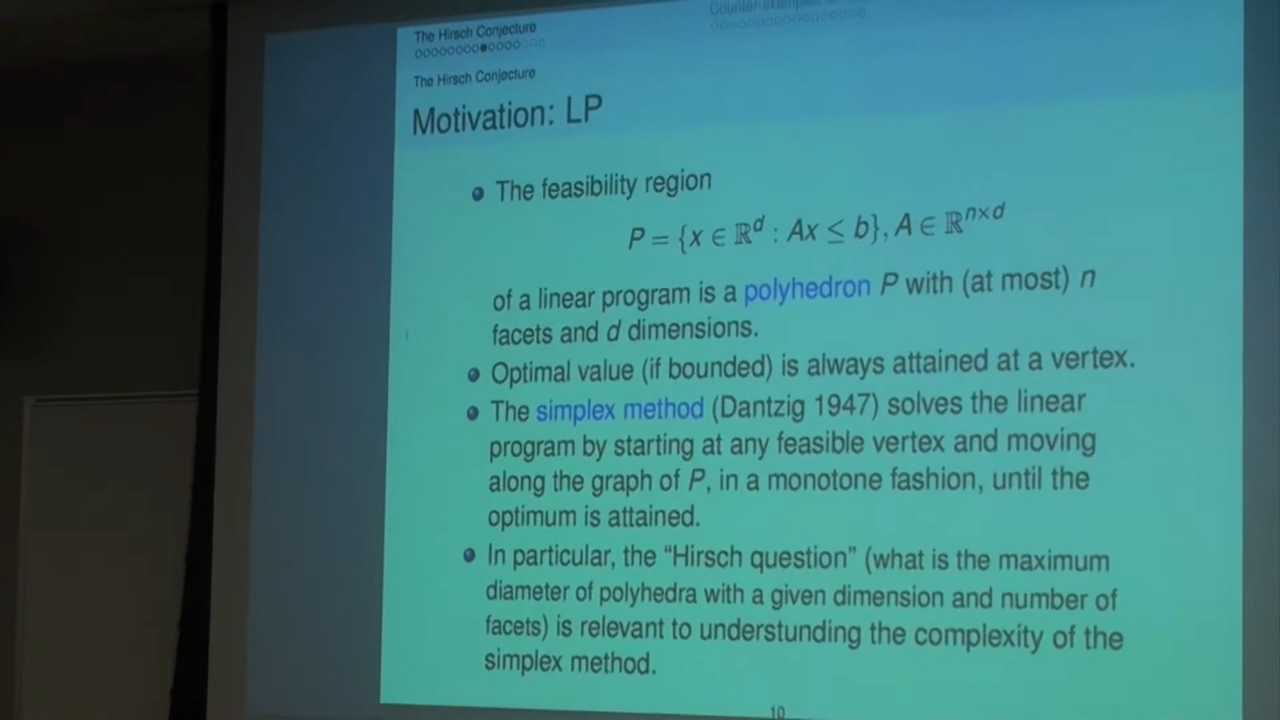 The Hirsch Conjecture
The Hirsch Conjecture
Motivation: LP
The feasibility region
P = {x ∈ ℝ^d : Ax ≤ b}, A ∈ ℝ^{n×d}
of a linear program is a polyhedron P with (at most) n
facets and d dimensions.
Optimal value (if bounded) is always attained at a vertex.
The simplex method (Dantzig 1947) solves the linear
program by starting at any feasible vertex and moving
along the graph of P, in a monotone fashion, until the
optimum is attained.
In particular, the “Hirsch question” (what is the maximum
diameter of polyhedra with a given dimension and number of
facets) is relevant to understunding the complexity of the
simplex method.
10